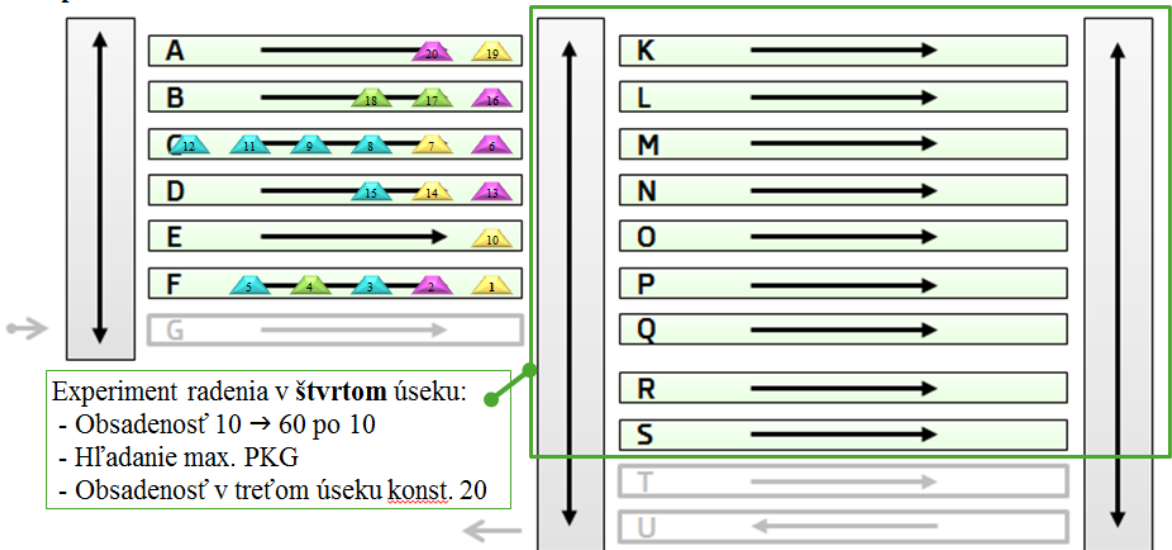 A 20 19
B 18 17 16
C 12 11 9 8 7 6
D 15 14 13
E 10
F 5 4 3 2 1
G
K
L
M
N
O
P
Q
R
S
T
U
Experiment radenia v štvrtom úseku:
- Obsadenosť 10 → 60 po 10
- Hľadanie max. PKG
- Obsadenosť v treťom úseku konst. 20